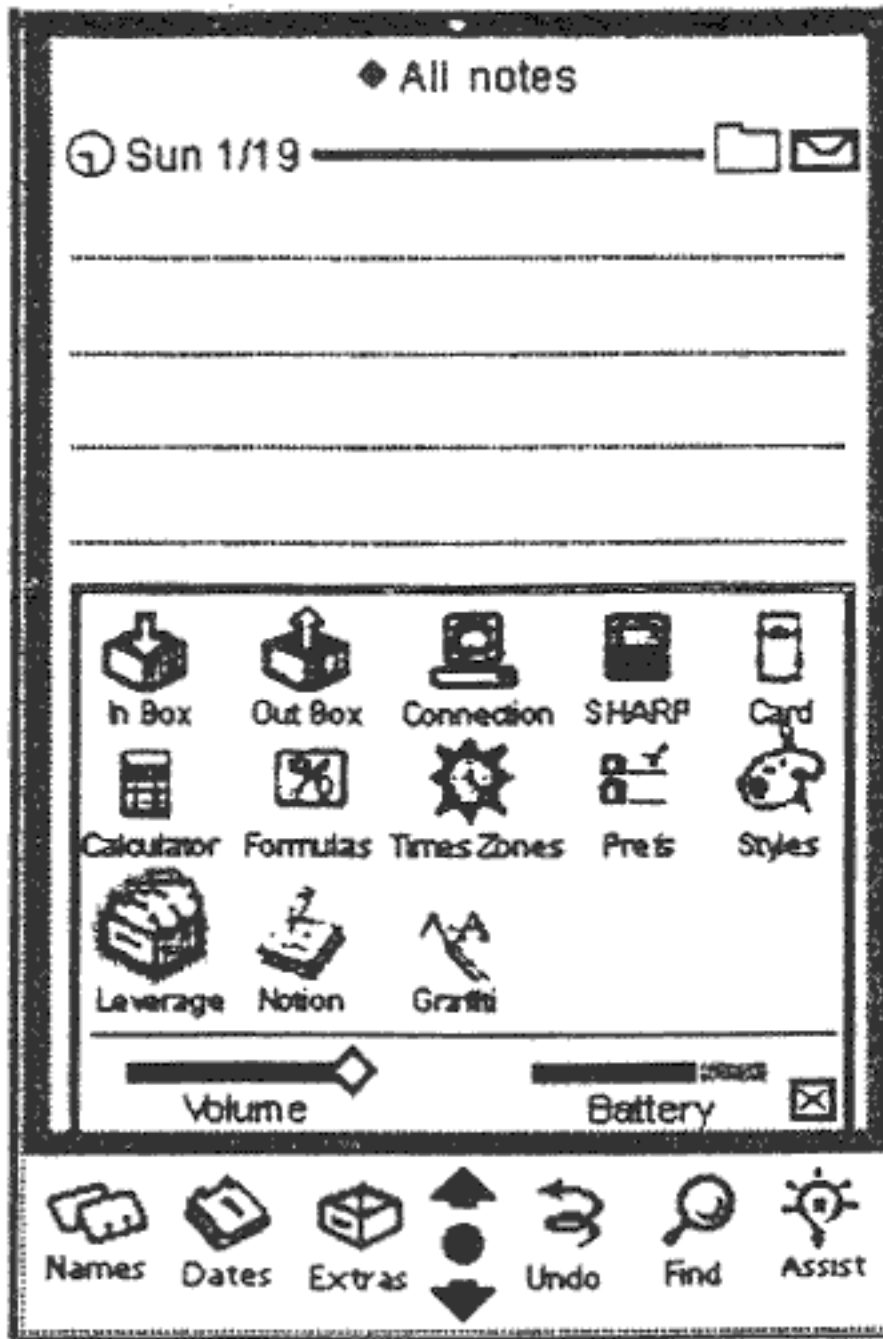 All notes
Sun 1/19
In Box Out Box Connection SHARP Card
Calculator Formulas Times Zones Prefs Styles
Leverage Notion Graffiti
Volume Battery
Names Dates Extras Undo Find Assist